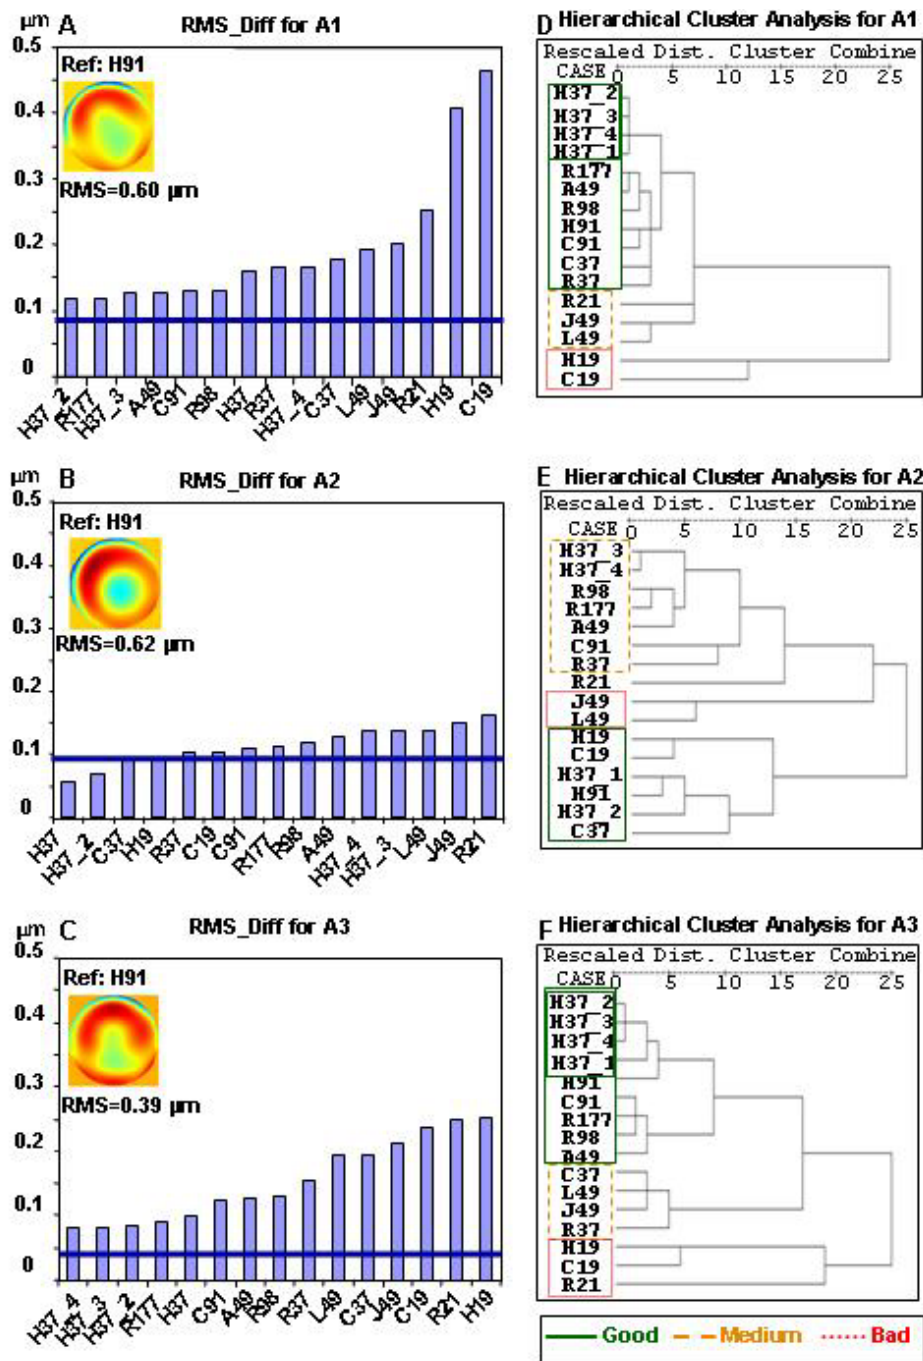 µm A RMS_Diff for A1
0.5
Ref: H91
0.4
RMS=0.60 µm
0.3
0.2
0.1
0
H37_2 R177 H37_3 A49 C91 R98 H37 R37 H37_4 C37 L49 J49 R21 H19 C19
D Hierarchical Cluster Analysis for A1
Rescaled Dist. Cluster Combine
CASE 0 5 10 15 20 25
H37_2
H37_3
H37_4
H37_1
R177
A49
R98
H91
C91
C37
R37
R21
J49
L49
H19
C19
µm B RMS_Diff for A2
0.5
Ref: H91
0.4
RMS=0.62 µm
0.3
0.2
0.1
0
H37 H37_2 C37 H19 R37 C19 C91 R177 R98 A49 H37_4 H37_3 L49 J49 R21
E Hierarchical Cluster Analysis for A2
Rescaled Dist. Cluster Combine
CASE 0 5 10 15 20 25
H37_3
H37_4
R98
R177
A49
C91
R37
R21
J49
L49
H19
C19
H37_1
H91
H37_2
C37
µm C RMS_Diff for A3
0.5
Ref: H91
0.4
0.3
RMS=0.39 µm
0.2
0.1
0
H37_4 H37_3 H37_2 R177 H37 C91 A49 R98 R37 L49 C37 J49 C19 R21 H19
F Hierarchical Cluster Analysis for A3
Rescaled Dist. Cluster Combine
CASE 0 5 10 15 20 25
H37_2
H37_3
H37_4
H37_1
H91
C91
R177
R98
A49
C37
L49
J49
R37
H19
C19
R21
Good Medium Bad